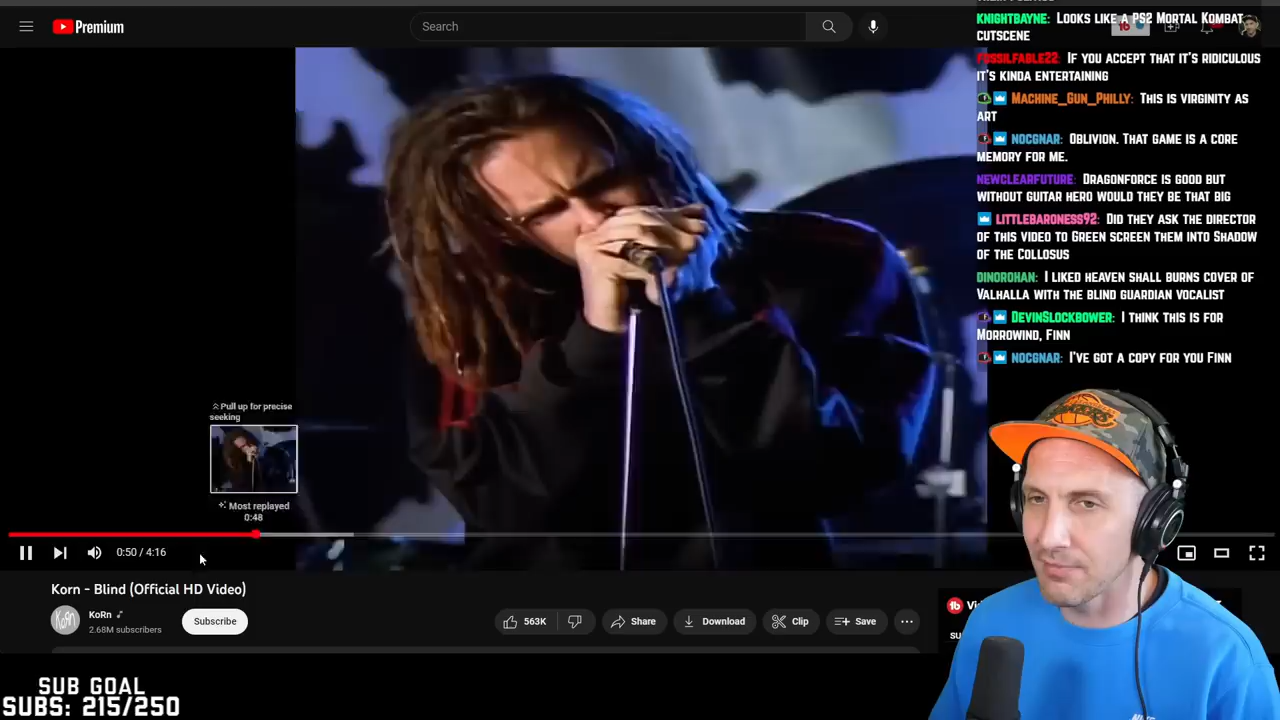 Premium
Search
KNIGHTBAYNE: LOOKS LIKE A PS2 MORTAL KOMBAT
CUTSCENE
FOSSILFABLE22: IF YOU ACCEPT THAT IT'S RIDICULOUS
IT'S KINDA ENTERTAINING
MACHINE_GUN_PHILLY: THIS IS VIRGINITY AS
ART
NOCGNAR: OBLIVION. THAT GAME IS A CORE
MEMORY FOR ME.
NEWCLEARFUTURE: DRAGONFORCE IS GOOD BUT
WITHOUT GUITAR HERO WOULD THEY BE THAT BIG
LITTLEBARONESS92: DID THEY ASK THE DIRECTOR
OF THIS VIDEO TO GREEN SCREEN THEM INTO SHADOW
OF THE COLLOSUS
DINOROHAN: I LIKED HEAVEN SHALL BURNS COVER OF
VALHALLA WITH THE BLIND GUARDIAN VOCALIST
DEVINSLOCKBOWER: I THINK THIS IS FOR
MORROWIND, FINN
NOCGNAR: I'VE GOT A COPY FOR YOU FINN
Pull up for precise
seeking
Most replayed
0:48
0:50 / 4:16
Korn - Blind (Official HD Video)
KoRn
2.68M subscribers
Subscribe
563K
Share
Download
Clip
Save
SUB GOAL
SUBS: 215/250